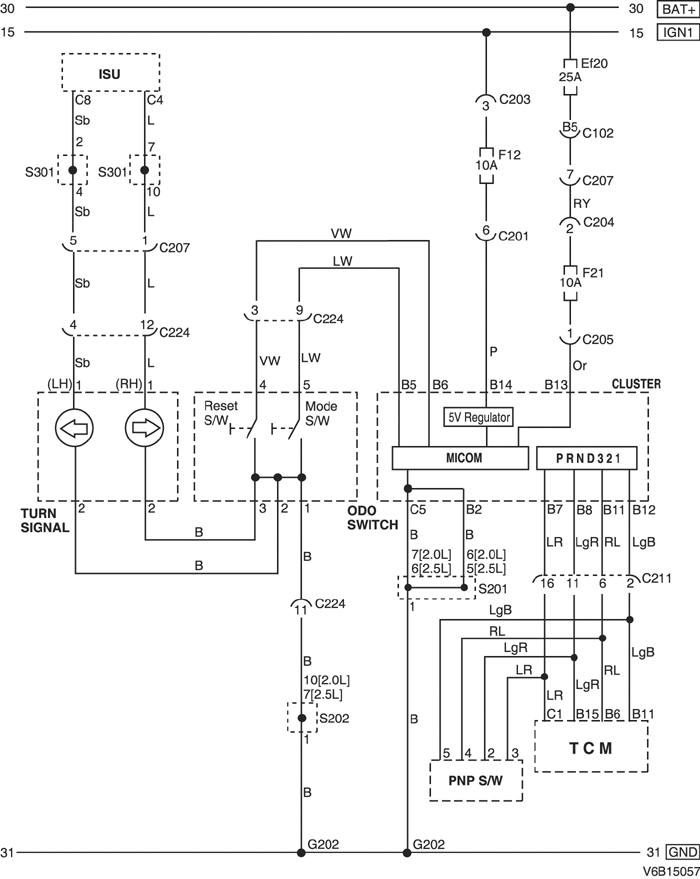 30 30 BAT+
15 15 IGN1
ISU
Ef20
25A
C8 C4
C203
3
Sb L
B5 C102
2 7
F12
10A
S301 S301
7 C207
4 10
RY
C204
2
Sb L
VW
6 C201
5 1 C207
LW
F21
10A
Sb L
3 9 C224
4 12 C224
1 C205
P
Sb L
VW LW
Or
(LH) 1 (RH) 1
4 5
B5 B6 B14 B13 CLUSTER
Reset S/W
Mode S/W
5V Regulator
MICOM
P R N D 3 2 1
2 2
TURN SIGNAL
3 2 1
ODO SWITCH
C5 B2
B7 B8 B11 B12
B
B
B
B B
LR LgR RL LgB
7[2.0L] 6[2.0L]
6[2.5L] 5[2.5L]
S201
1
16 11 6 2 C211
C224
11
LgB
RL
LgR
LR
LgB
RL
LgR
LR
B
10[2.0L]
7[2.5L]
S202
1
B
C1 B15 B6 B11
TCM
5 4 2 3
PNP S/W
B
31 G202 G202 31 GND
V6B15057